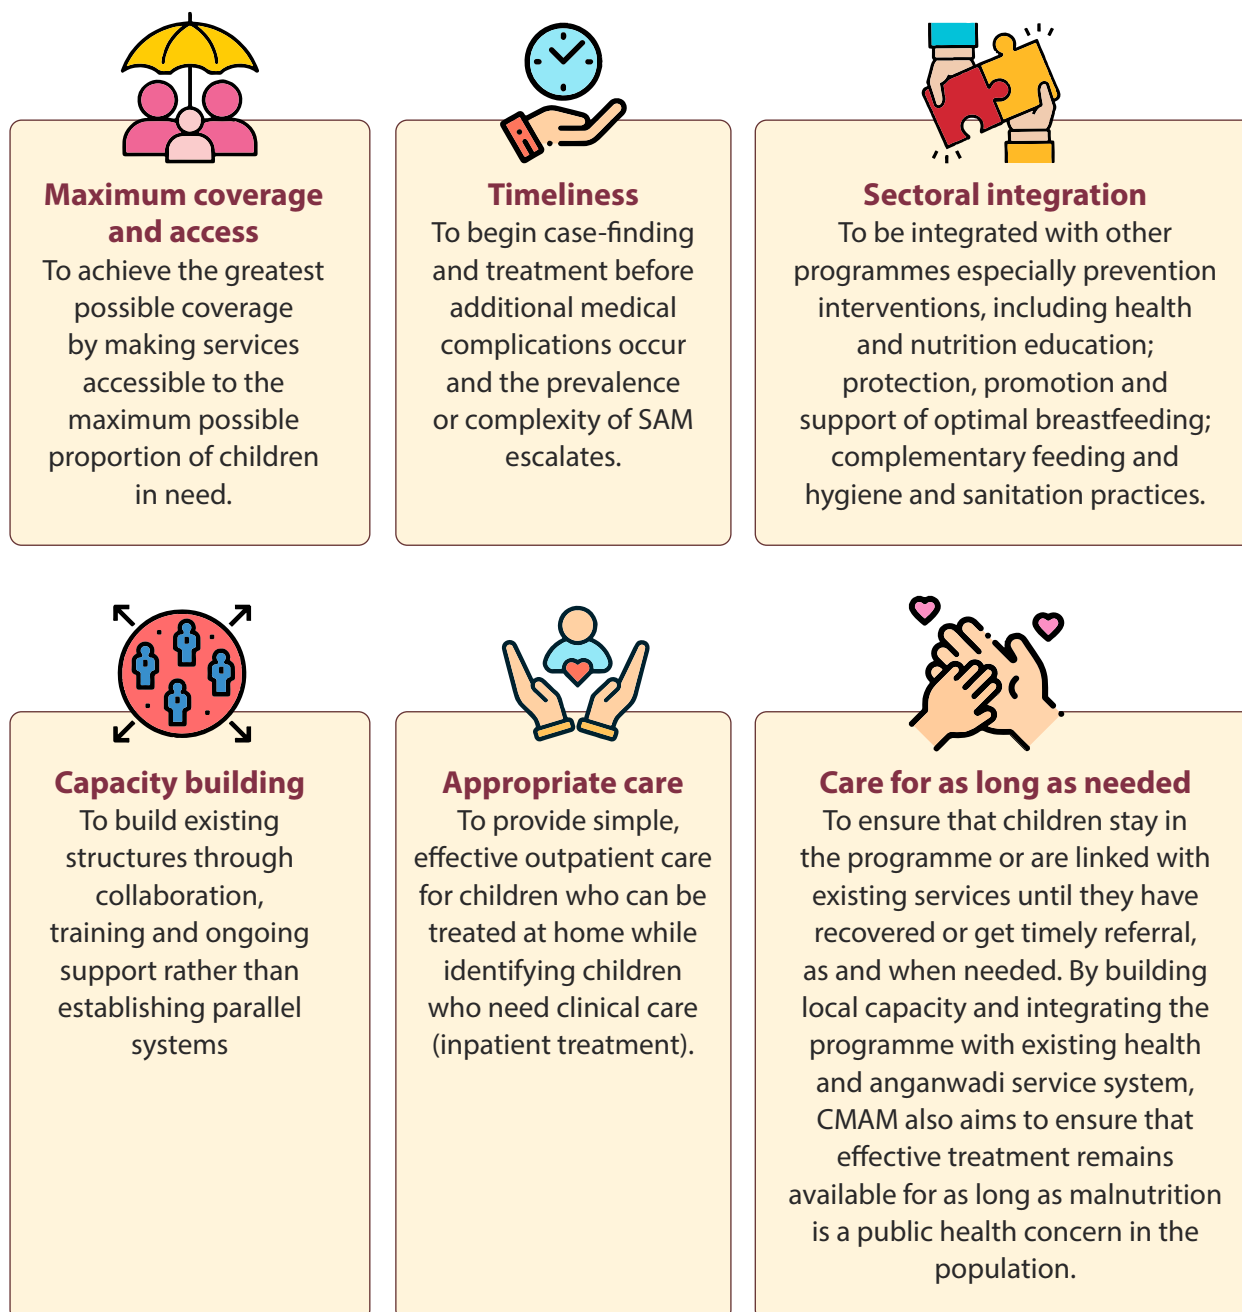 Maximum coverage
and access
To achieve the greatest
possible coverage
by making services
accessible to the
maximum possible
proportion of children
in need.
Timeliness
To begin case-finding
and treatment before
additional medical
complications occur
and the prevalence
or complexity of SAM
escalates.
Sectoral integration
To be integrated with other
programmes especially prevention
interventions, including health
and nutrition education;
protection, promotion and
support of optimal breastfeeding;
complementary feeding and
hygiene and sanitation practices.
Capacity building
To build existing
structures through
collaboration,
training and ongoing
support rather than
establishing parallel
systems
Appropriate care
To provide simple,
effective outpatient care
for children who can be
treated at home while
identifying children
who need clinical care
(inpatient treatment).
Care for as long as needed
To ensure that children stay in
the programme or are linked with
existing services until they have
recovered or get timely referral,
as and when needed. By building
local capacity and integrating the
programme with existing health
and anganwadi service system,
CMAM also aims to ensure that
effective treatment remains
available for as long as malnutrition
is a public health concern in the
population.